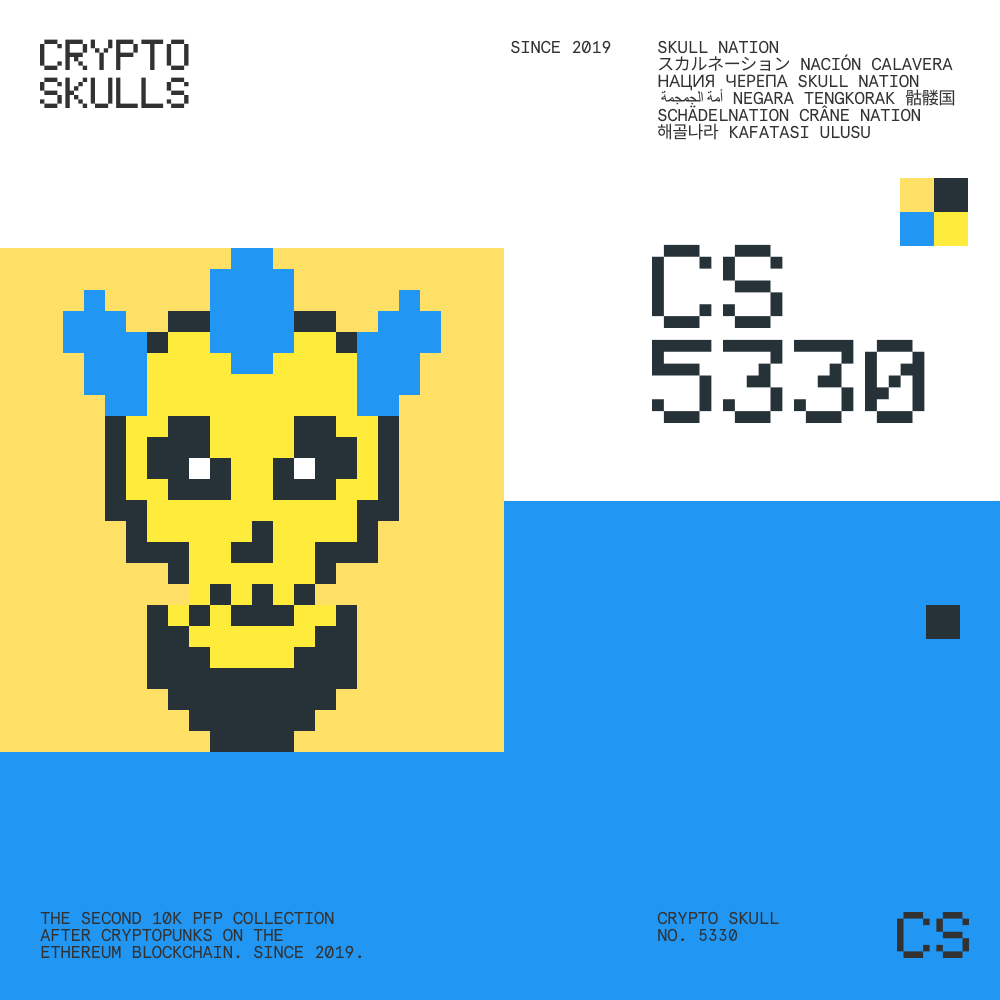 CRYPTO
SKULLS
SINCE 2019
SKULL NATION
スカルネーション NACIÓN CALAVERA
НАЦИЯ ЧЕРЕПА SKULL NATION
أمة الجمجمة NEGARA TENGKORAK 骷髅国
SCHÄDELNATION CRÂNE NATION
해골나라 KAFATASI ULUSU
CS
5330
THE SECOND 10K PFP COLLECTION
AFTER CRYPTOPUNKS ON THE
ETHEREUM BLOCKCHAIN. SINCE 2019.
CRYPTO SKULL
NO. 5330
CS